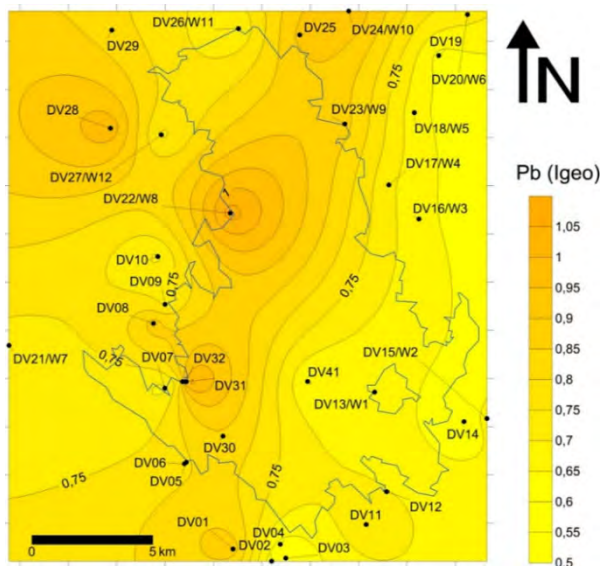 DV26/W11
DV25
DV24/W10
DV29
0,75
DV19
DV20/W6
N
DV28
DV23/W9
DV18/W5
DV27/W12
DV17/W4
DV22/W8
DV16/W3
Pb (Igeo)
1,05
1
0,95
0,9
0,85
0,8
0,75
0,7
0,65
0,6
0,55
0,5
DV10
DV09
0,75
0,75
DV08
DV21/W7
0,75
DV07
DV32
DV31
DV41
DV15/W2
DV13/W1
DV14
DV30
DV06
DV05
0,75
0,75
DV12
DV11
DV01
DV04
DV02
DV03
0
5 km